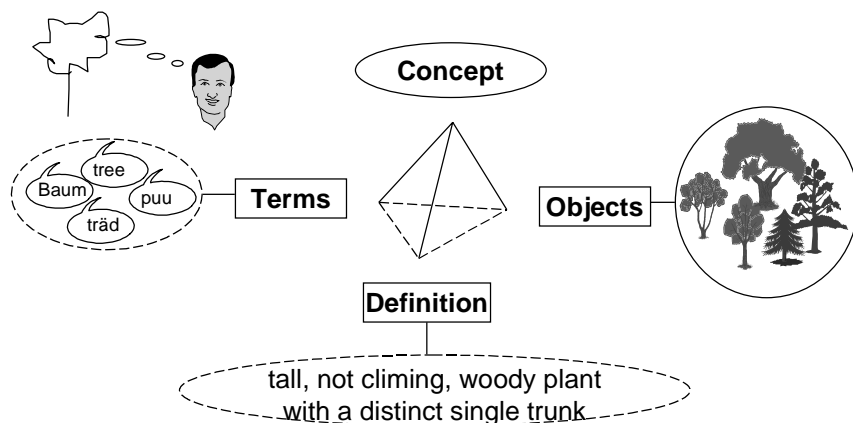 Concept
tree
Baum
puu
träd
Terms
Objects
Definition
tall, not climing, woody plant
with a distinct single trunk